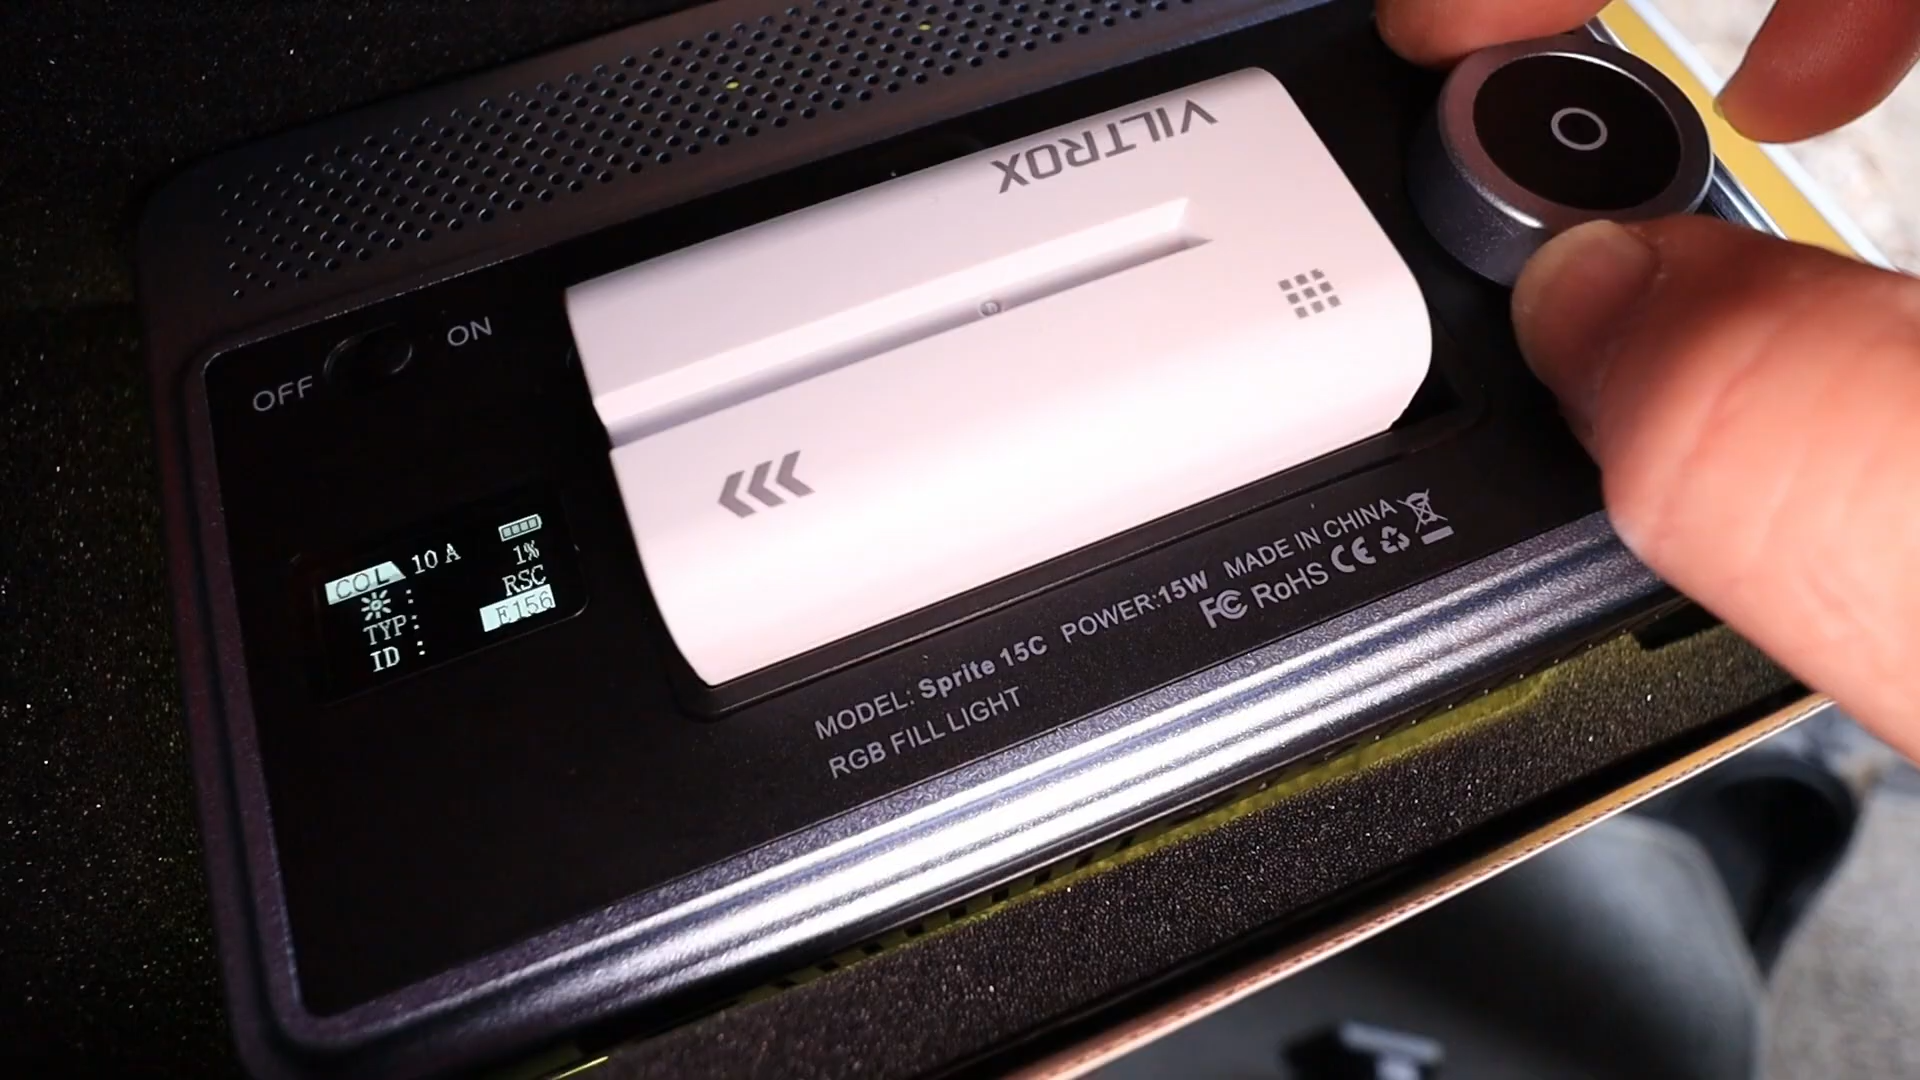 VILTROX
OFF ON
COL 10 A
1%
TYP: RSC
ID : E156
MODEL: Sprite 15C POWER:15W MADE IN CHINA
RGB FILL LIGHT FC RoHS CE